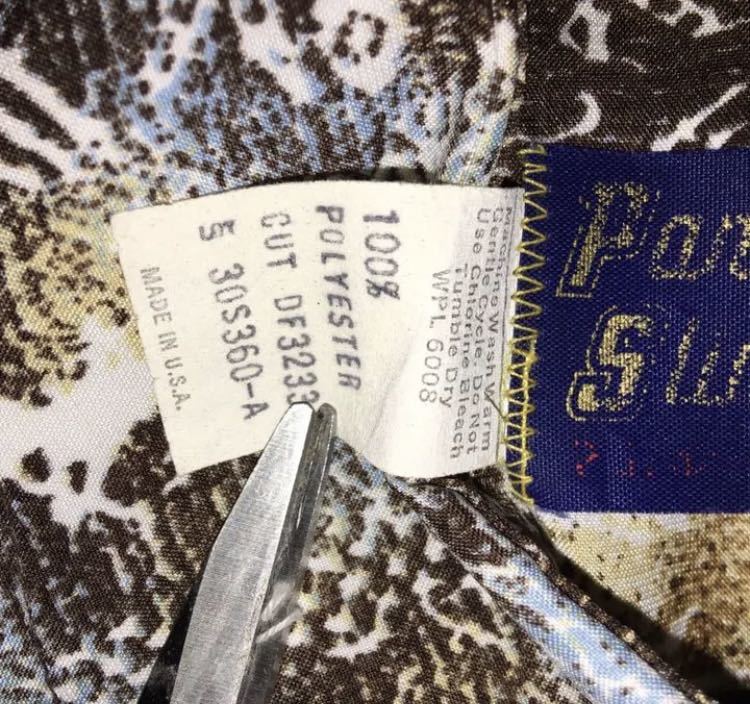 Machine Wash Warm
Gentle Cycle. Do Not
Use Chlorine Bleach
Tumble Dry
WPL 6008
100%
POLYESTER
CUT DF3233
5 30S360-A
MADE IN U.S.A.